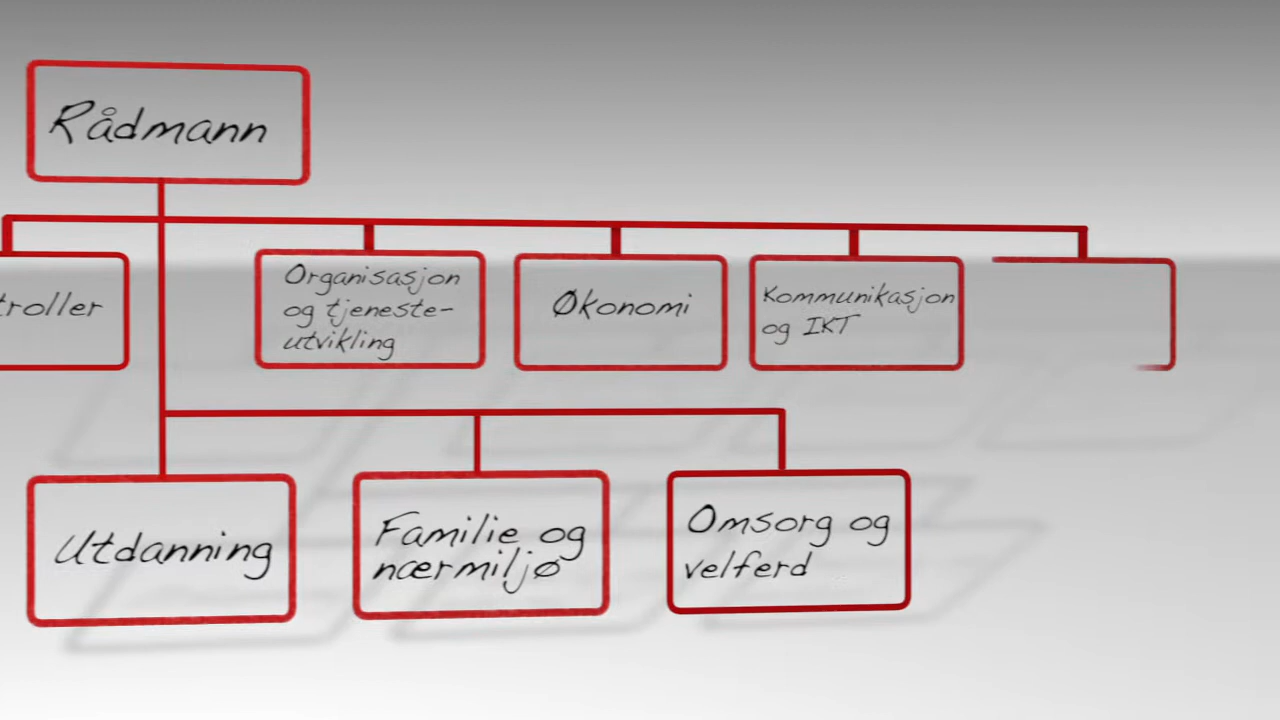 Rådmann
troller
Organisasjon
og tjeneste-
utvikling
Økonomi
Kommunikasjon
og IKT
Utdanning
Familie og
nærmiljø
Omsorg og
velferd